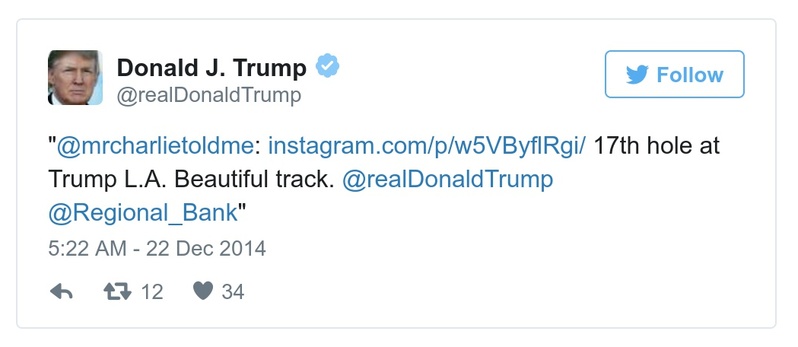 Donald J. Trump
@realDonaldTrump
Follow
"@mrcharlietoldme: instagram.com/p/w5VByflRgi/ 17th hole at
Trump L.A. Beautiful track. @realDonaldTrump
@Regional_Bank"
5:22 AM - 22 Dec 2014
12 34